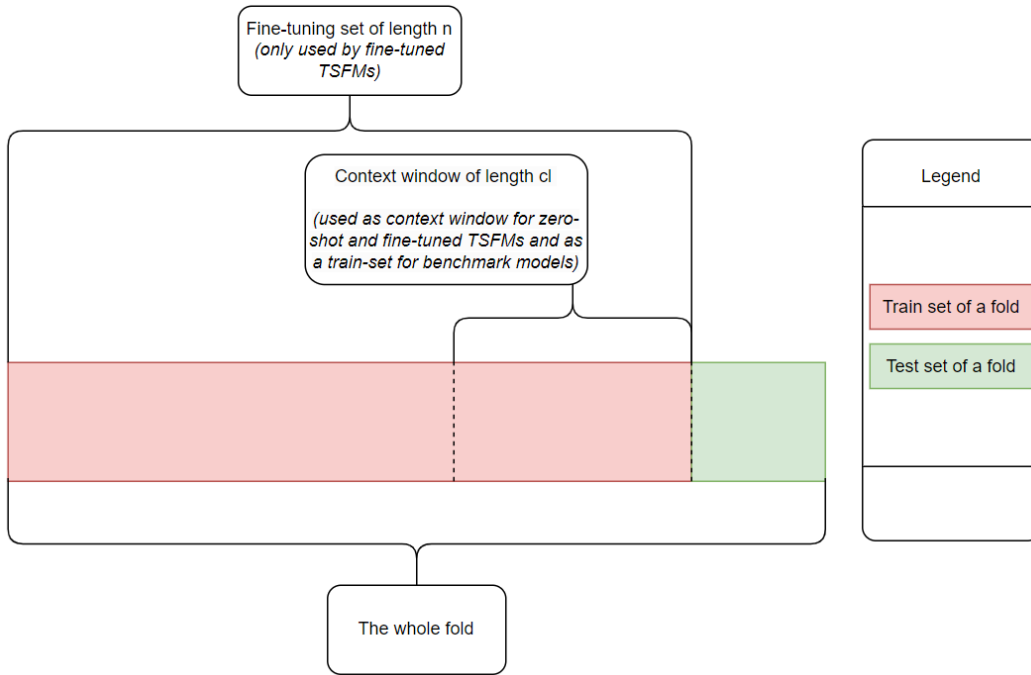 Fine-tuning set of length n
(only used by fine-tuned
TSFMs)
Context window of length cl
(used as context window for zero-
shot and fine-tuned TSFMs and as
a train-set for benchmark models)
Legend
Train set of a fold
Test set of a fold
The whole fold